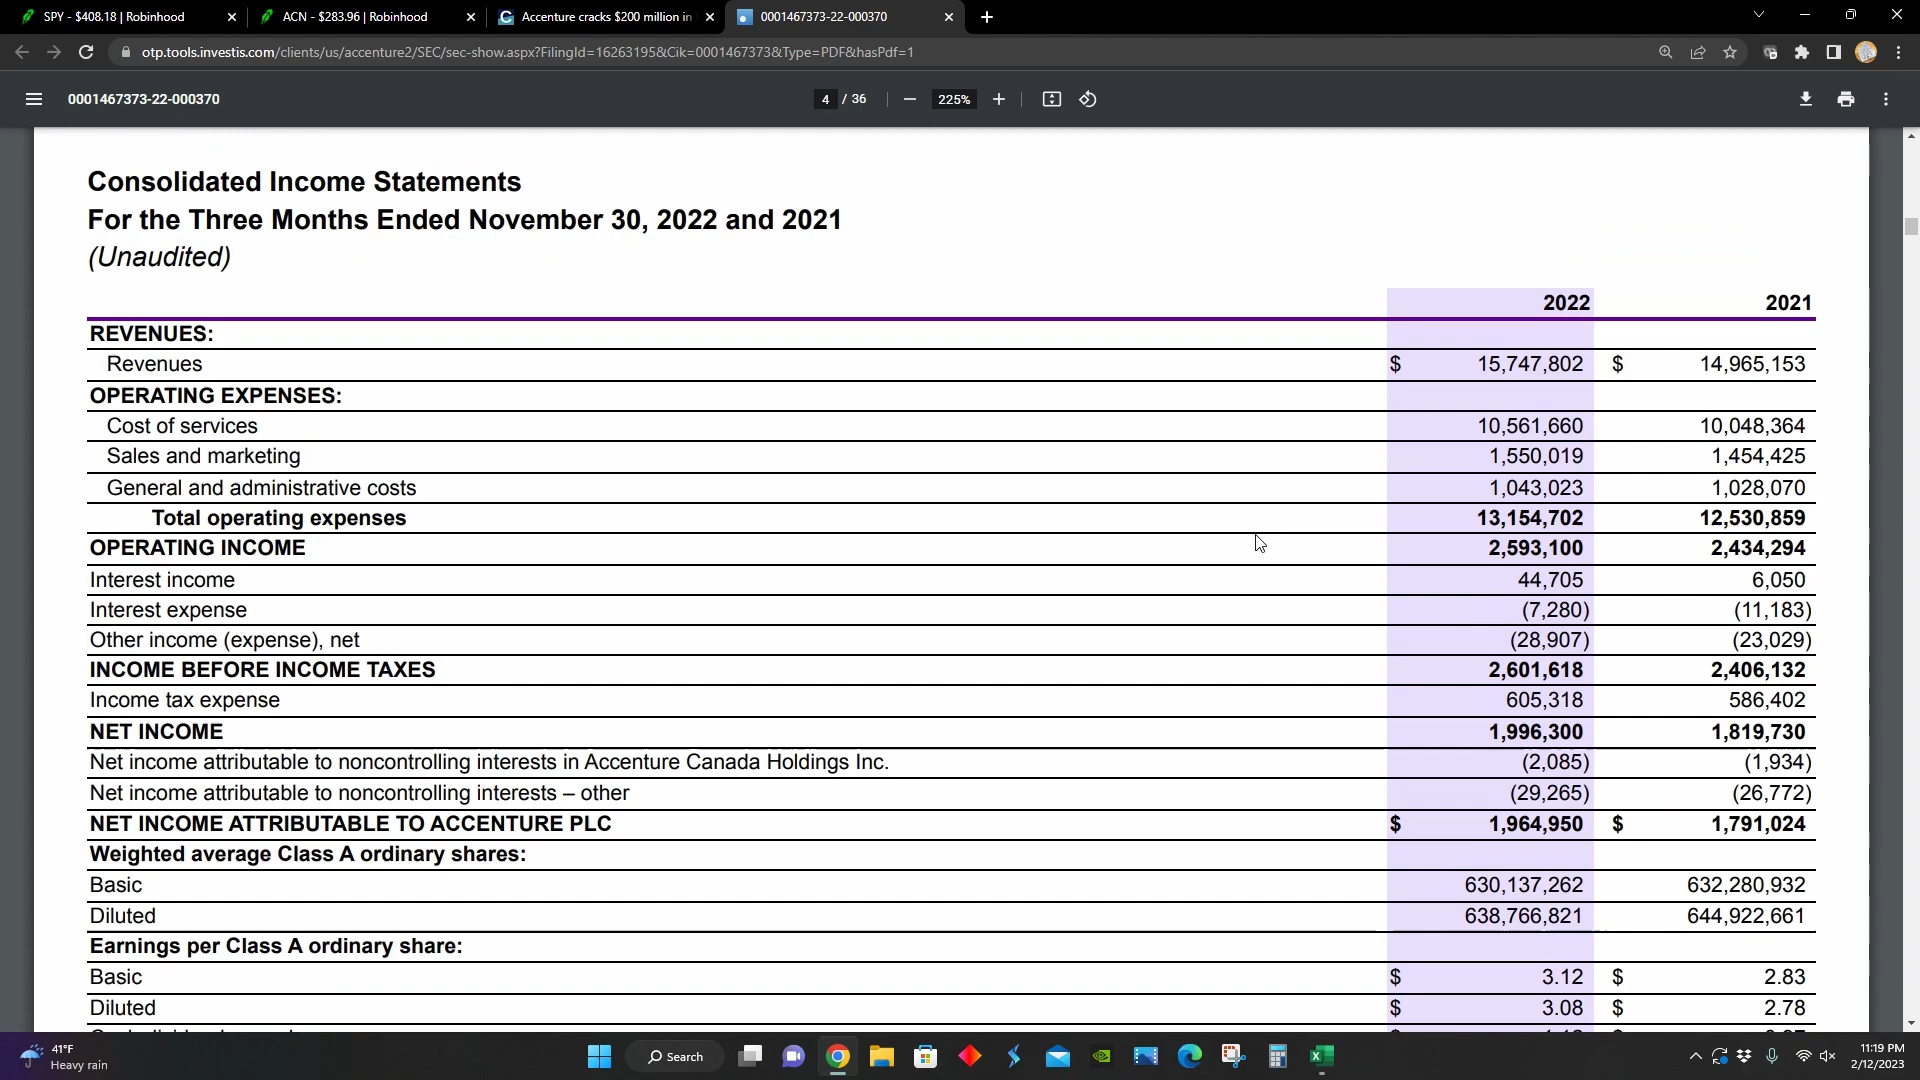 SPY - $408.18 | Robinhood
ACN - $283.96 | Robinhood
Accenture cracks $200 million in
0001467373-22-000370
otp.tools.investis.com/clients/us/accenture2/SEC/sec-show.aspx?FilingId=16263195&Cik=0001467373&Type=PDF&hasPdf=1
0001467373-22-000370
4 / 36
225%
Consolidated Income Statements
For the Three Months Ended November 30, 2022 and 2021
(Unaudited)
2022 2021
REVENUES:
Revenues $ 15,747,802 $ 14,965,153
OPERATING EXPENSES:
Cost of services 10,561,660 10,048,364
Sales and marketing 1,550,019 1,454,425
General and administrative costs 1,043,023 1,028,070
Total operating expenses 13,154,702 12,530,859
OPERATING INCOME 2,593,100 2,434,294
Interest income 44,705 6,050
Interest expense (7,280) (11,183)
Other income (expense), net (28,907) (23,029)
INCOME BEFORE INCOME TAXES 2,601,618 2,406,132
Income tax expense 605,318 586,402
NET INCOME 1,996,300 1,819,730
Net income attributable to noncontrolling interests in Accenture Canada Holdings Inc. (2,085) (1,934)
Net income attributable to noncontrolling interests – other (29,265) (26,772)
NET INCOME ATTRIBUTABLE TO ACCENTURE PLC $ 1,964,950 $ 1,791,024
Weighted average Class A ordinary shares:
Basic 630,137,262 632,280,932
Diluted 638,766,821 644,922,661
Earnings per Class A ordinary share:
Basic $ 3.12 $ 2.83
Diluted $ 3.08 $ 2.78
41°F
Heavy rain
Search
11:19 PM
2/12/2023